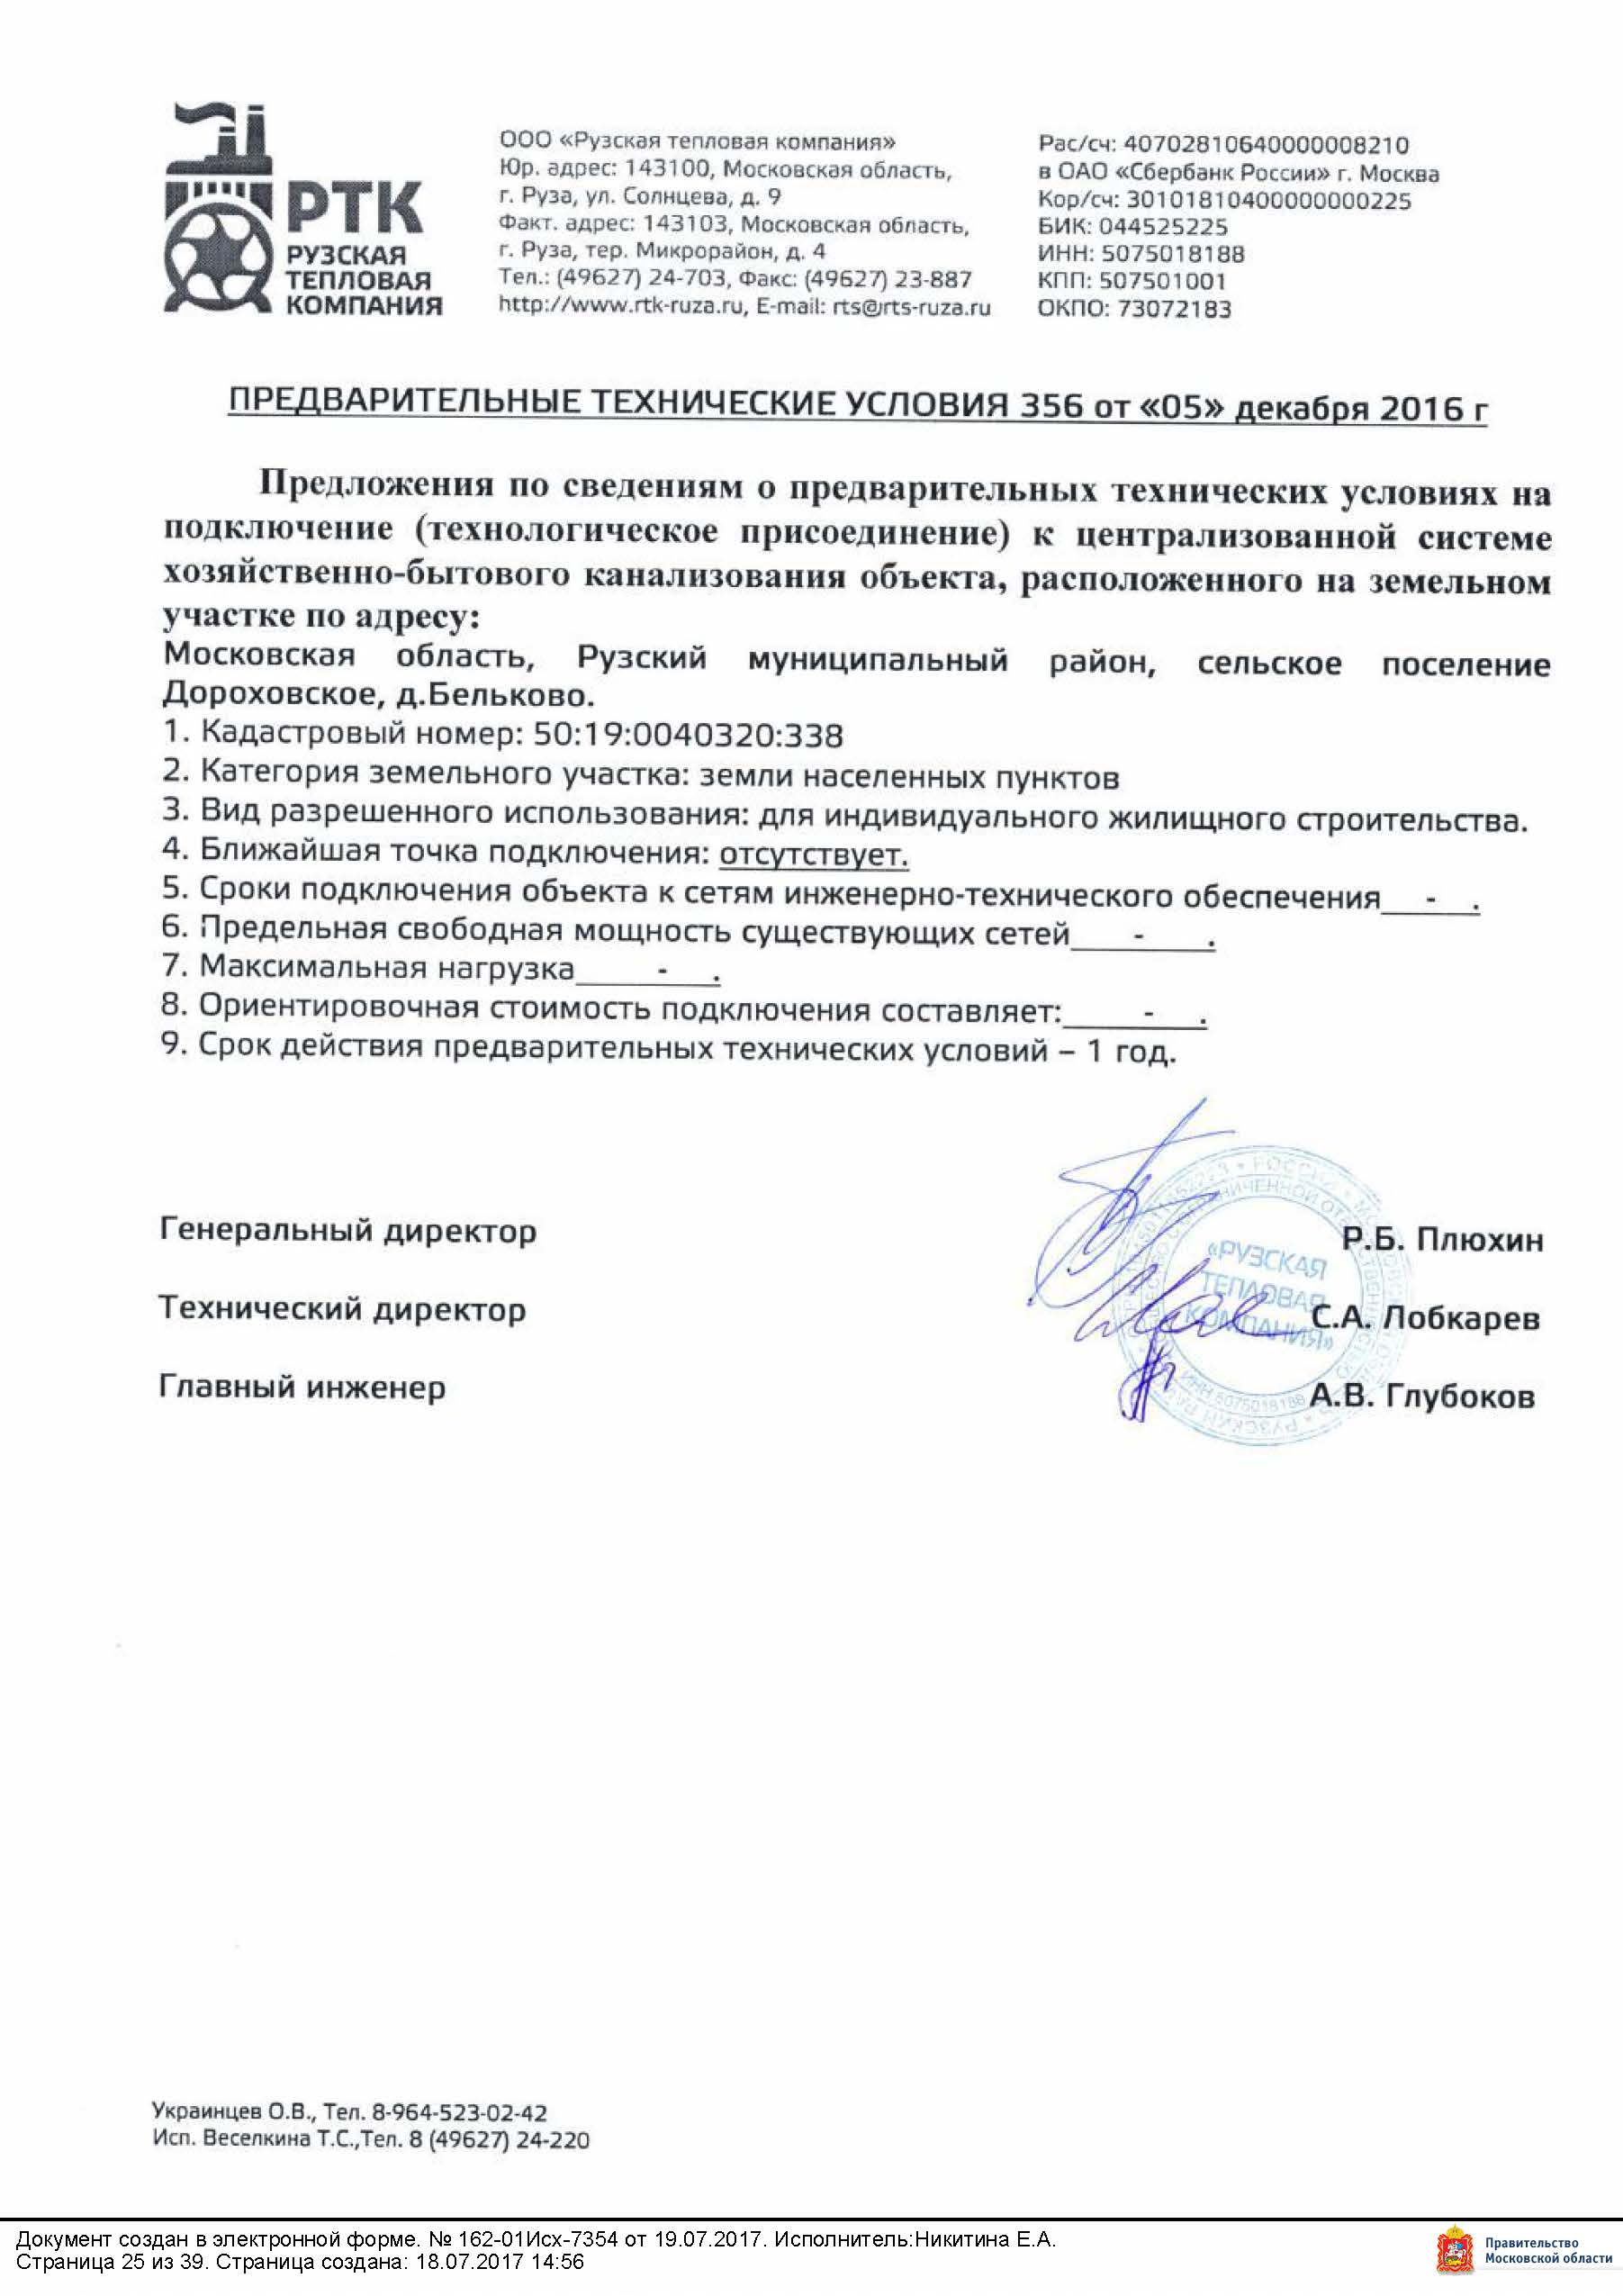 РТК
РУЗСКАЯ
ТЕПЛОВАЯ
КОМПАНИЯ
ООО «Рузская тепловая компания»
Юр. адрес: 143100, Московская область,
г. Руза, ул. Солнцева, д. 9
Факт. адрес: 143103, Московская область,
г. Руза, тер. Микрорайон, д. 4
Тел.: (49627) 24-703, Факс: (49627) 23-887
http://www.rtk-ruza.ru, E-mail: rts@rts-ruza.ru
Рас/сч: 40702810640000008210
в ОАО «Сбербанк России» г. Москва
Кор/сч: 30101810400000000225
БИК: 044525225
ИНН: 5075018188
КПП: 507501001
ОКПО: 73072183
ПРЕДВАРИТЕЛЬНЫЕ ТЕХНИЧЕСКИЕ УСЛОВИЯ 356 от «05» декабря 2016 г
Предложения по сведениям о предварительных технических условиях на
подключение (технологическое присоединение) к централизованной системе
хозяйственно-бытового канализования объекта, расположенного на земельном
участке по адресу:
Московская область, Рузский муниципальный район, сельское поселение
Дороховское, д.Бельково.
1. Кадастровый номер: 50:19:0040320:338
2. Категория земельного участка: земли населенных пунктов
3. Вид разрешенного использования: для индивидуального жилищного строительства.
4. Ближайшая точка подключения: отсутствует.
5. Сроки подключения объекта к сетям инженерно-технического обеспечения - .
6. Предельная свободная мощность существующих сетей - .
7. Максимальная нагрузка - .
8. Ориентировочная стоимость подключения составляет: - .
9. Срок действия предварительных технических условий – 1 год.
Генеральный директор Р.Б. Плюхин
Технический директор С.А. Лобкарев
Главный инженер А.В. Глубоков
«РУЗСКАЯ
ТЕПЛОВАЯ
КОМПАНИЯ»
ИНН 5075018188
Украинцев О.В., Тел. 8-964-523-02-42
Исп. Веселкина Т.С.,Тел. 8 (49627) 24-220
Документ создан в электронной форме. № 162-01Исх-7354 от 19.07.2017. Исполнитель:Никитина Е.А.
Страница 25 из 39. Страница создана: 18.07.2017 14:56
Правительство
Московской области